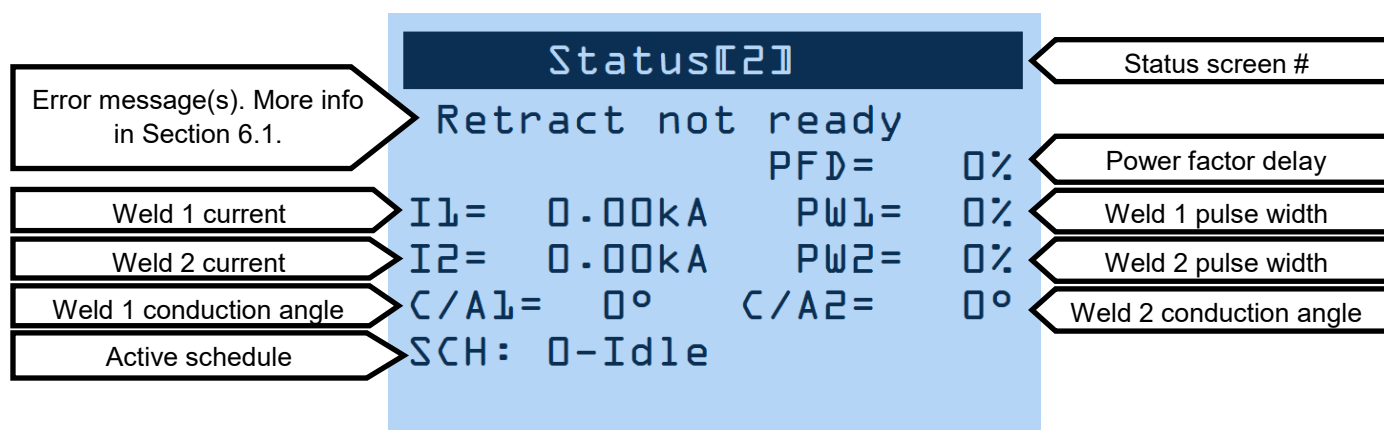 Status[2]
Status screen #
Error message(s). More info
in Section 6.1.
Retract not ready
PFD= 0%
Power factor delay
Weld 1 current
I1= 0.00kA PW1= 0%
Weld 1 pulse width
Weld 2 current
I2= 0.00kA PW2= 0%
Weld 2 pulse width
Weld 1 conduction angle
C/A1= 0° C/A2= 0°
Weld 2 conduction angle
Active schedule
SCH: 0-Idle